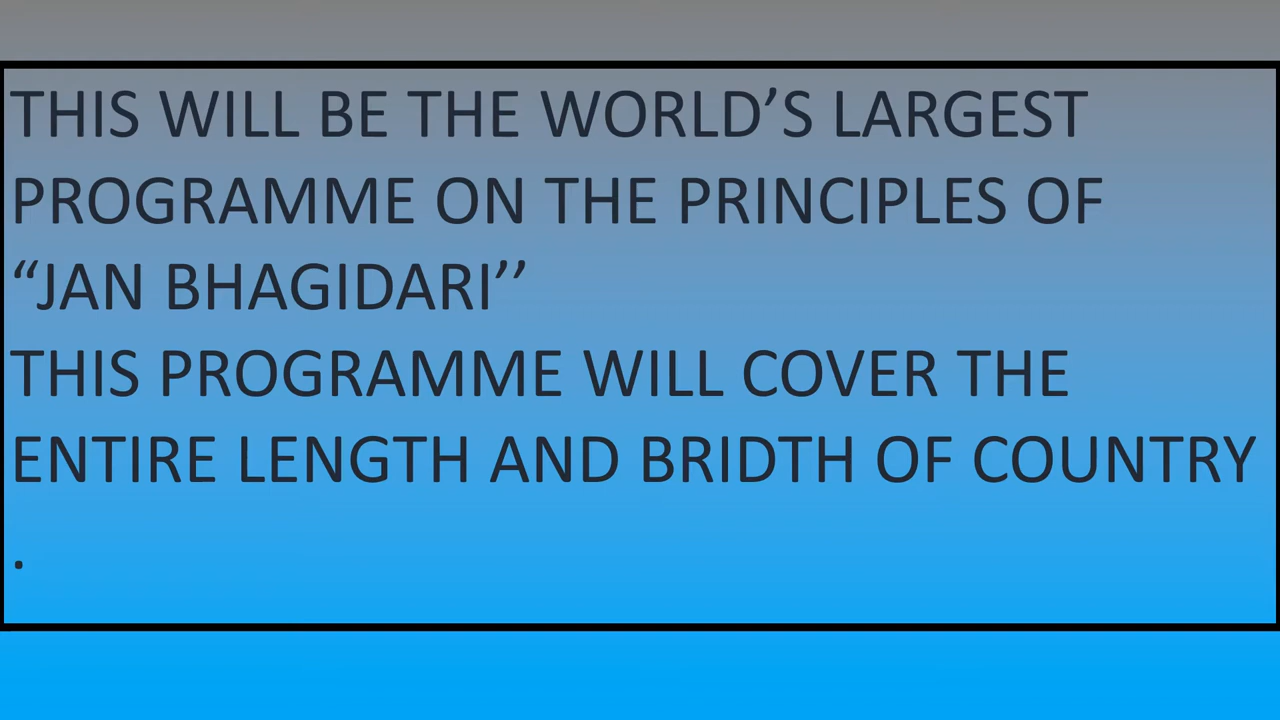 THIS WILL BE THE WORLD’S LARGEST
PROGRAMME ON THE PRINCIPLES OF
“JAN BHAGIDARI’’
THIS PROGRAMME WILL COVER THE
ENTIRE LENGTH AND BRIDTH OF COUNTRY
.